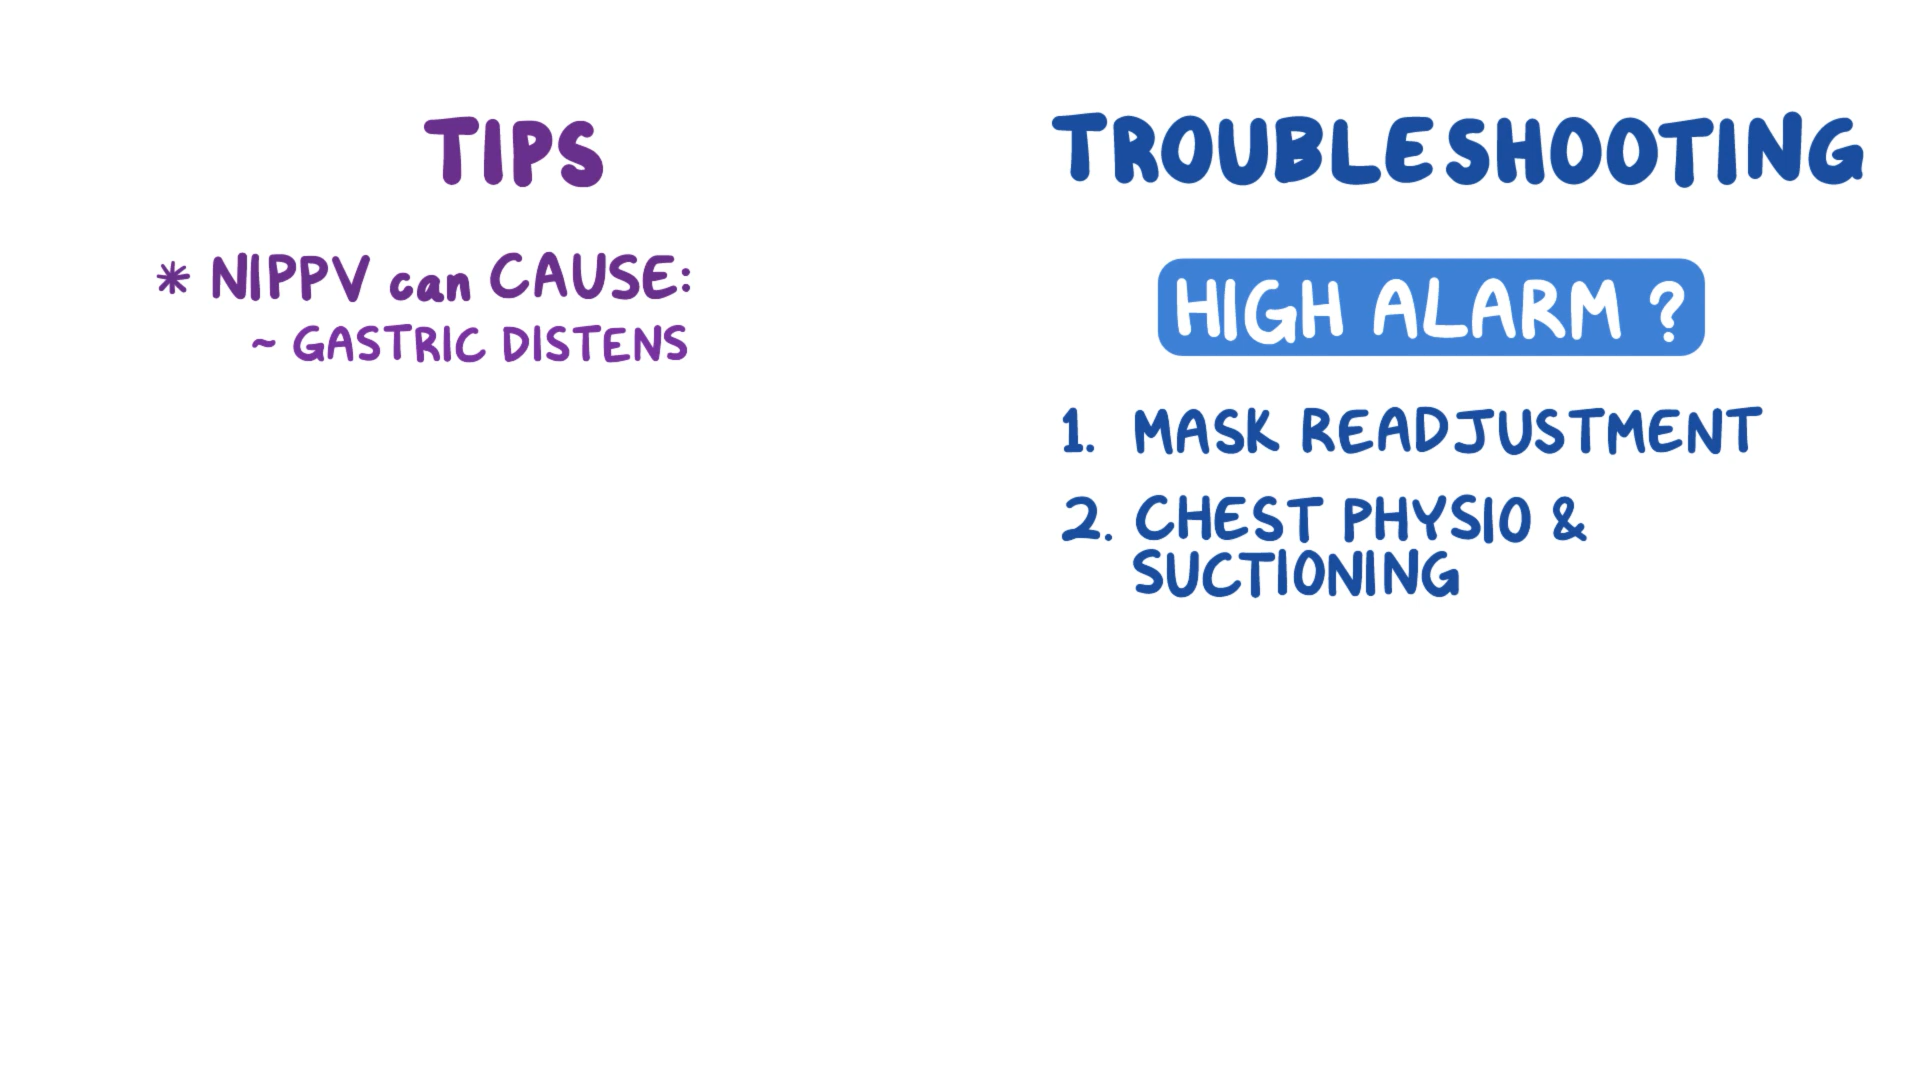 TIPS
* NIPPV can CAUSE:
~ GASTRIC DISTENS
TROUBLESHOOTING
HIGH ALARM ?
1. MASK READJUSTMENT
2. CHEST PHYSIO &
SUCTIONING